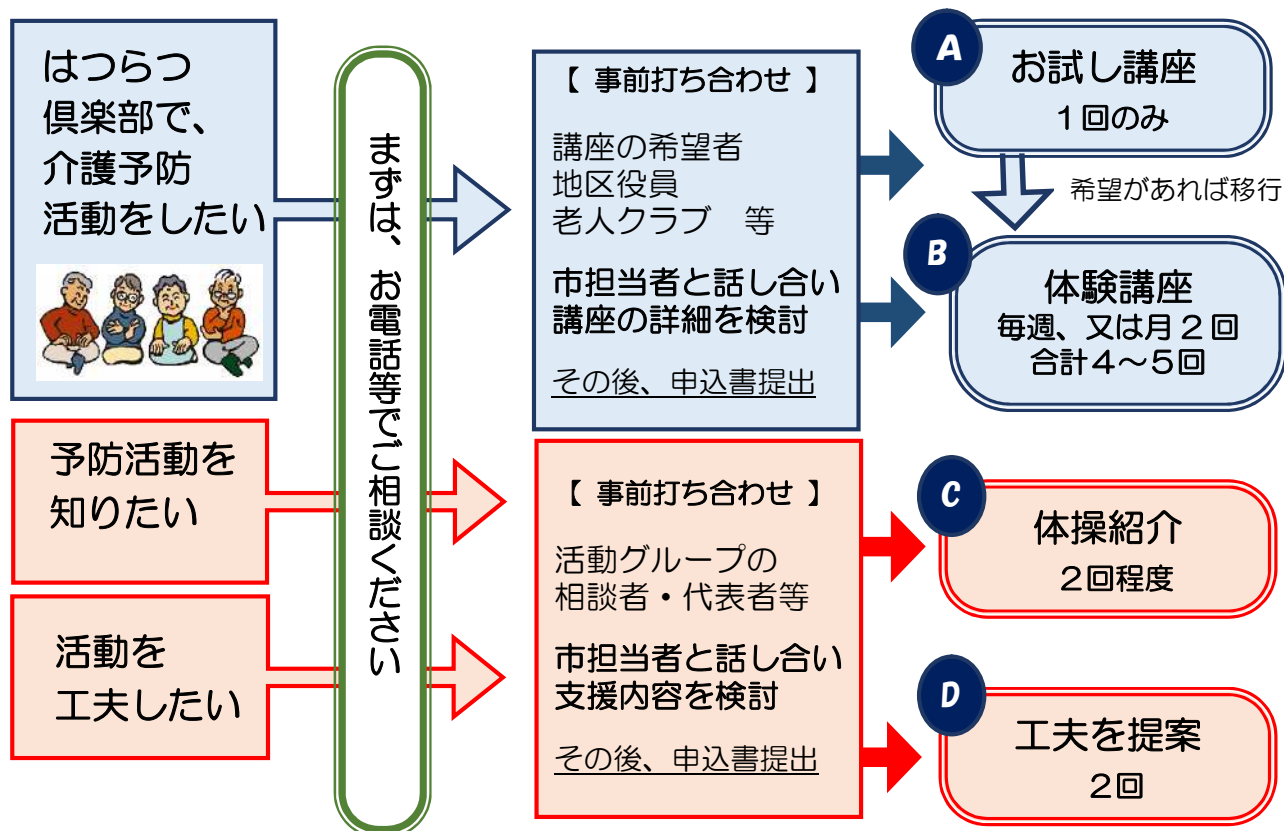 はつらつ
倶楽部で、
介護予防
活動をしたい
予防活動を
知りたい
活動を
工夫したい
まずは、お電話等でご相談ください
【 事前打ち合わせ 】
講座の希望者
地区役員
老人クラブ　等
市担当者と話し合い
講座の詳細を検討
その後、申込書提出
【 事前打ち合わせ 】
活動グループの
相談者・代表者等
市担当者と話し合い
支援内容を検討
その後、申込書提出
A
お試し講座
１回のみ
希望があれば移行
B
体験講座
毎週、又は月２回
合計４～５回
C
体操紹介
２回程度
D
工夫を提案
２回